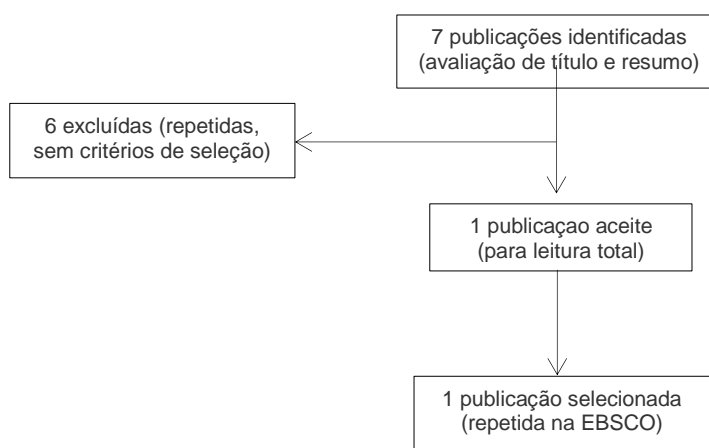 7 publicações identificadas
(avaliação de título e resumo)
6 excluídas (repetidas,
sem critérios de seleção)
1 publicaçao aceite
(para leitura total)
1 publicação selecionada
(repetida na EBSCO)